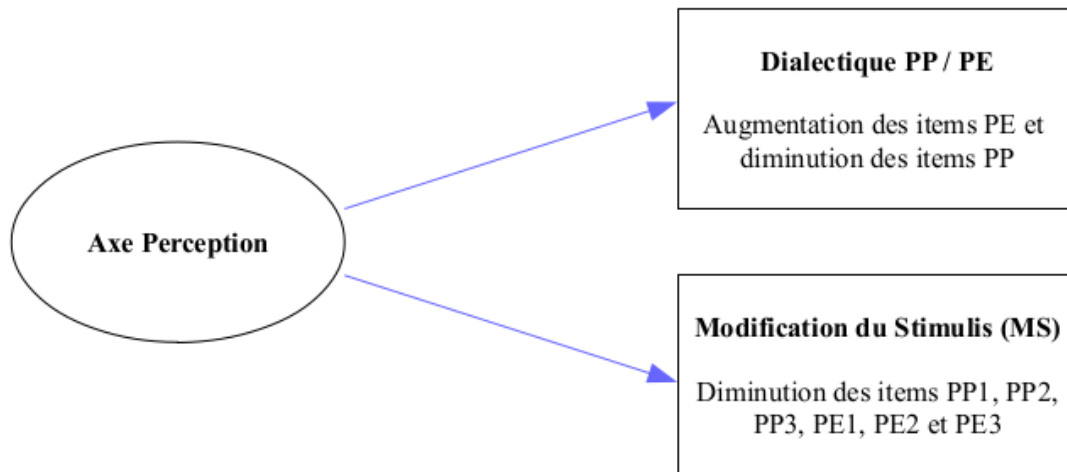 Axe Perception
Dialectique PP / PE
Augmentation des items PE et
diminution des items PP
Modification du Stimulis (MS)
Diminution des items PP1, PP2,
PP3, PE1, PE2 et PE3